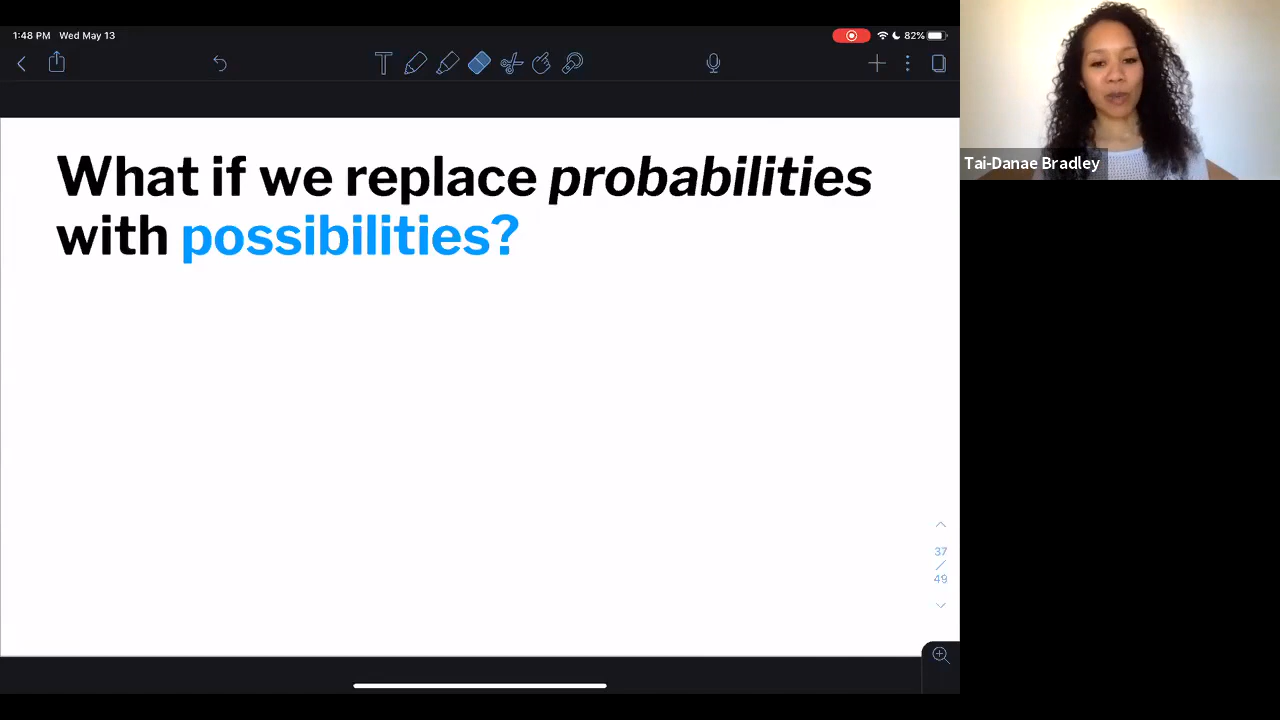 1:48 PM Wed May 13
82%
What if we replace probabilities
with possibilities?
37
/
49
Tai-Danae Bradley